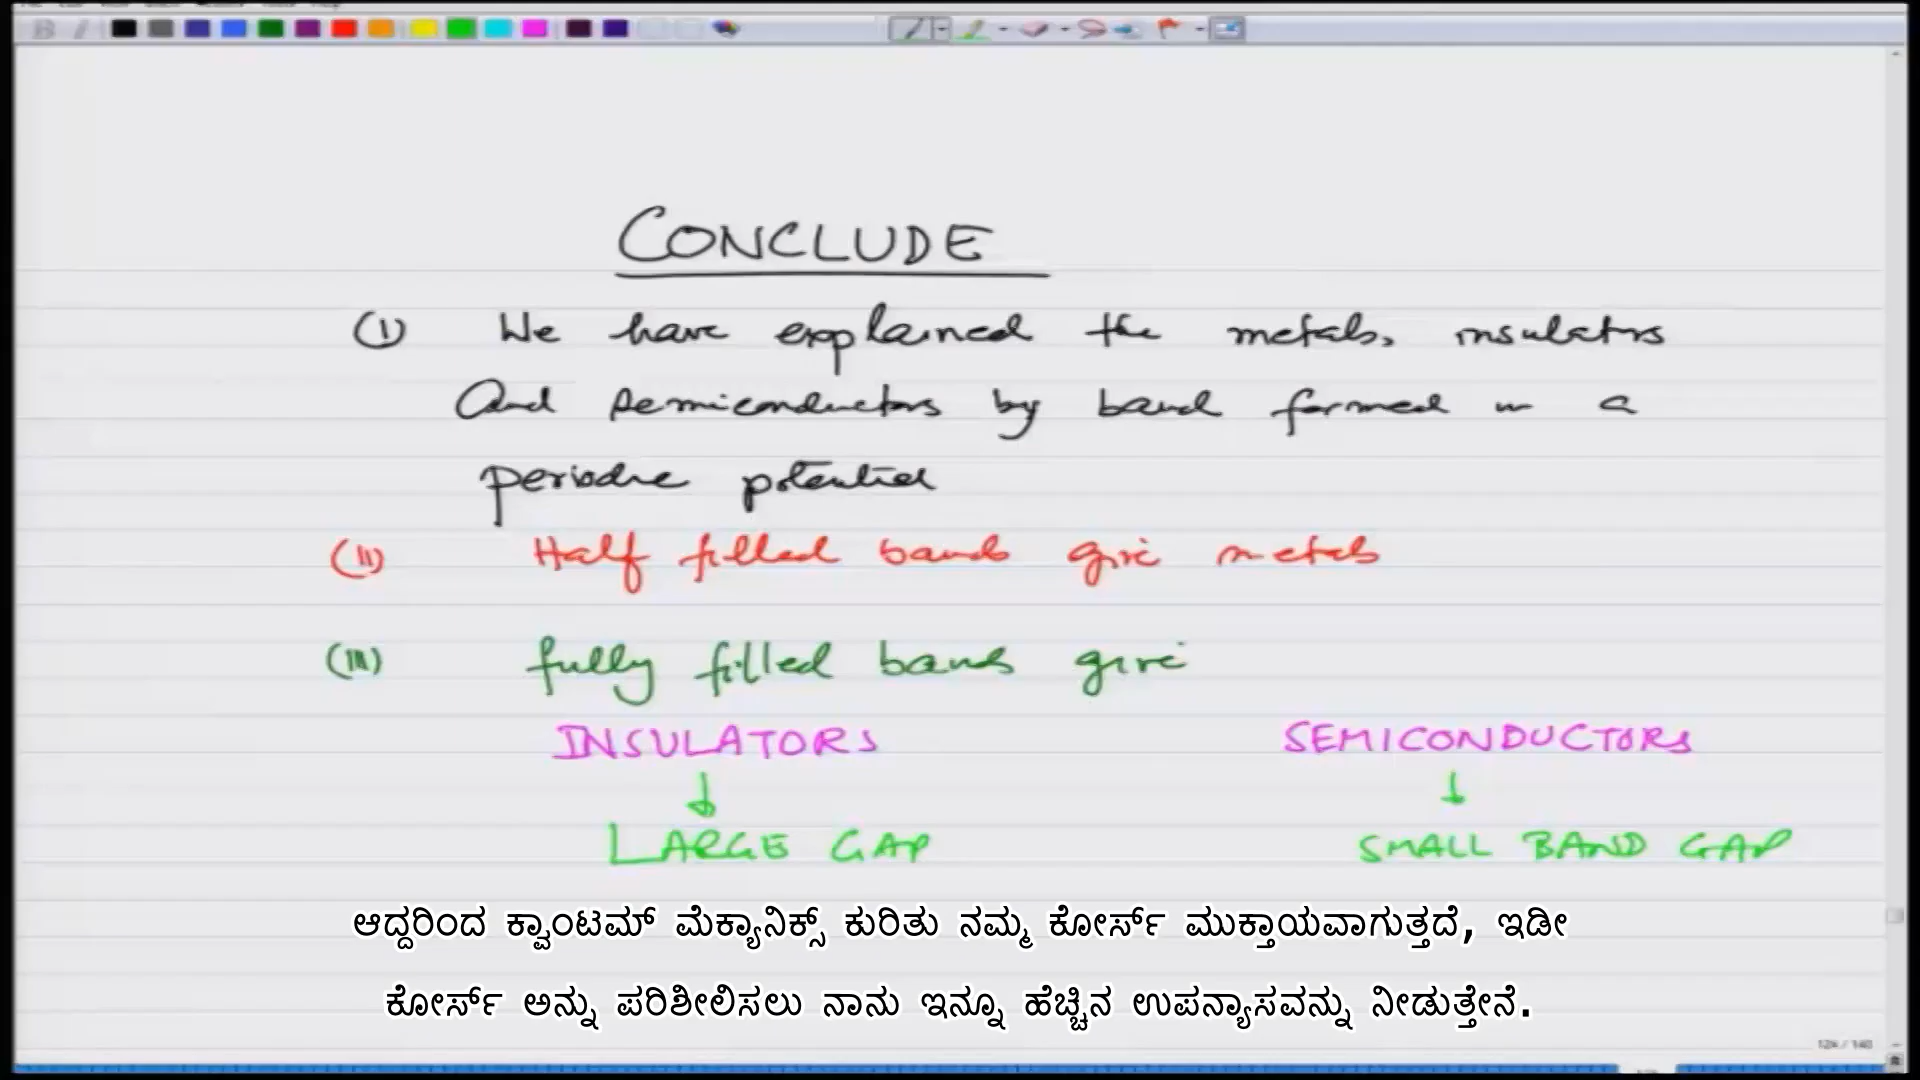 CONCLUDE
(I) We have explained the metals, insulators
and semiconductors by band formed in a
periodic potential
(II) Half filled bands give metals
(III) fully filled bands give
INSULATORS SEMICONDUCTORS
↓ ↓
LARGE GAP SMALL BAND GAP
ಆದ್ದರಿಂದ ಕ್ವಾಂಟಮ್ ಮೆಕ್ಯಾನಿಕ್ಸ್ ಕುರಿತು ನಮ್ಮ ಕೋರ್ಸ್ ಮುಕ್ತಾಯವಾಗುತ್ತದೆ, ಇಡೀ
ಕೋರ್ಸ್ ಅನ್ನು ಪರಿಶೀಲಿಸಲು ನಾನು ಇನ್ನೂ ಹೆಚ್ಚಿನ ಉಪನ್ಯಾಸವನ್ನು ನೀಡುತ್ತೇನೆ.